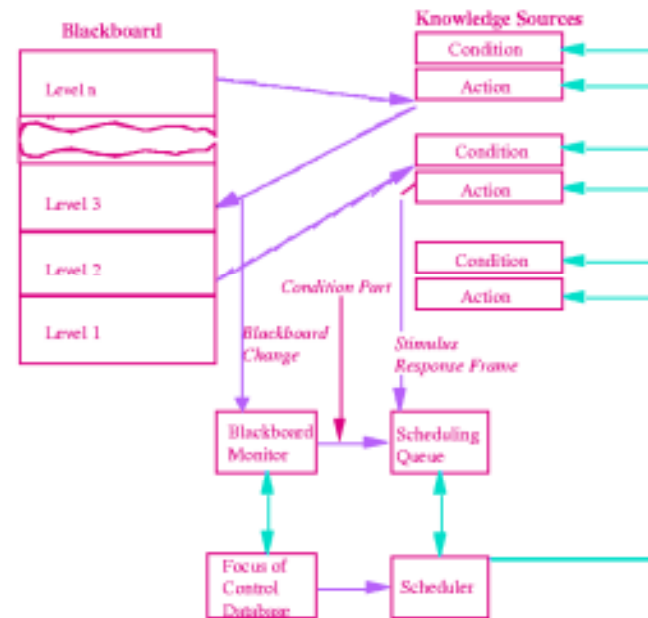 Knowledge Sources
Blackboard
Condition
Level n
Action
Condition
Level 3
Action
Level 2
Condition
Condition Part
Action
Level 1
Blackboard
Change
Stimulus
Response Frame
Blackboard
Monitor
Scheduling
Queue
Focus of
Control
Database
Scheduler